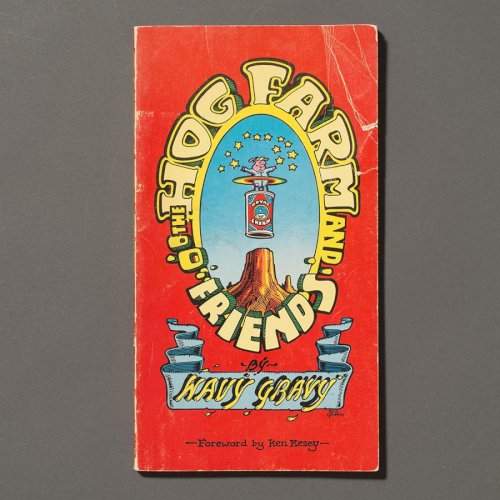 THE HOG FARM AND
FRIENDS
-BY-
WAVY GRAVY
—Foreword by Ken Kesey—